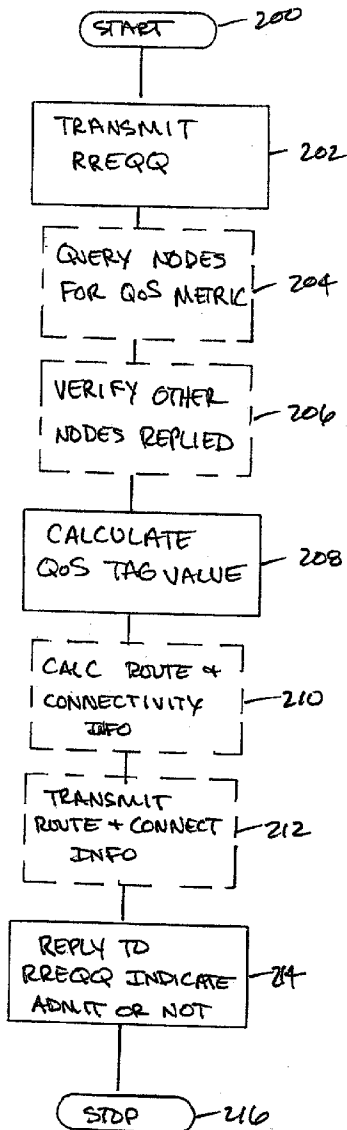 START
200
TRANSMIT
RREQQ
202
QUERY NODES
FOR QoS METRIC
204
VERIFY OTHER
NODES REPLIED
206
CALCULATE
QoS TAG VALUE
208
CALC ROUTE +
CONNECTIVITY
INFO
210
TRANSMIT
ROUTE + CONNECT
INFO
212
REPLY TO
RREQQ INDICATE
ADMIT OR NOT
214
STOP
216